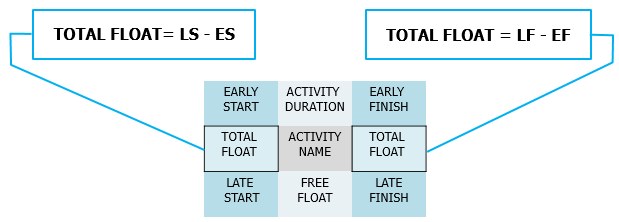 TOTAL FLOAT= LS - ES
TOTAL FLOAT = LF - EF
EARLY
START
ACTIVITY
DURATION
EARLY
FINISH
TOTAL
FLOAT
ACTIVITY
NAME
TOTAL
FLOAT
LATE
START
FREE
FLOAT
LATE
FINISH